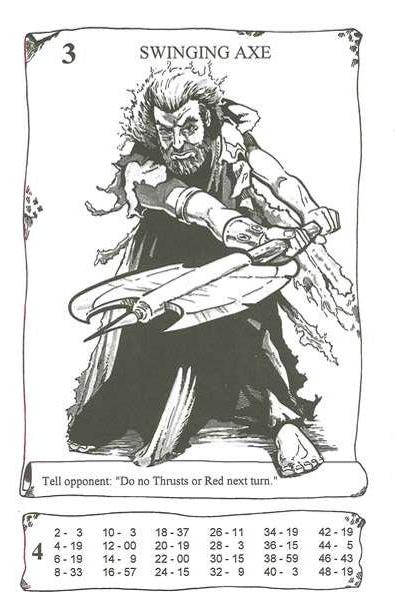 3 SWINGING AXE
Tell opponent: "Do no Thrusts or Red next turn."
4
2 - 3 10 - 3 18 - 37 26 - 11 34 - 19 42 - 19
4 - 19 12 - 00 20 - 19 28 - 3 36 - 15 44 - 5
6 - 19 14 - 9 22 - 00 30 - 15 38 - 59 46 - 43
8 - 33 16 - 57 24 - 15 32 - 9 40 - 3 48 - 19